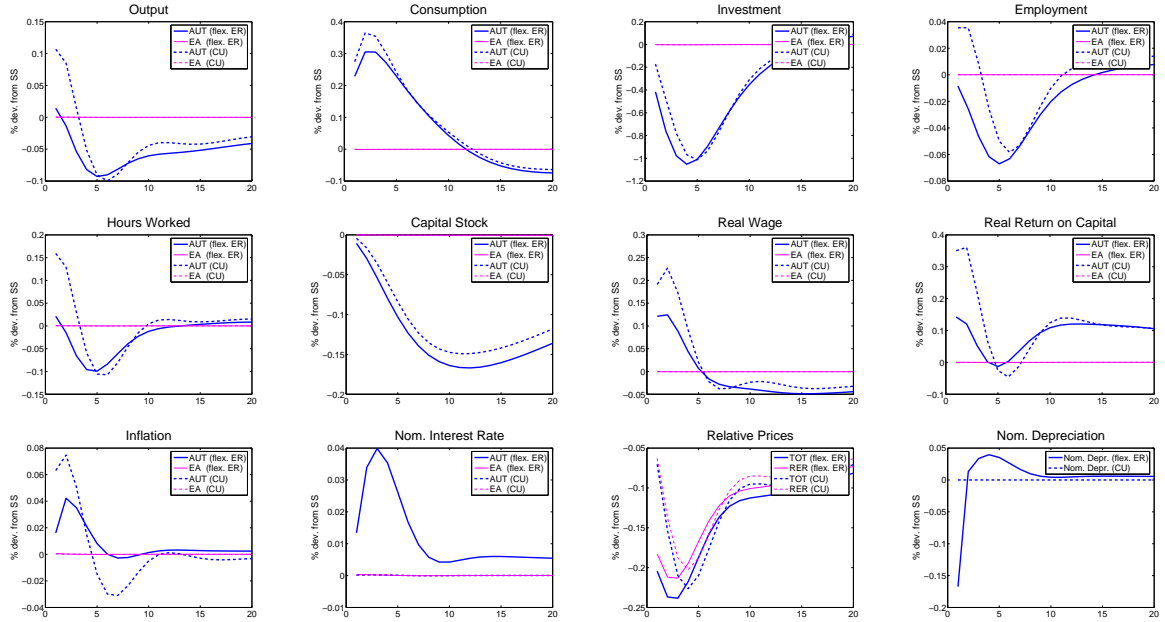 Output
AUT (flex. ER)
EA (flex. ER)
AUT (CU)
EA (CU)
% dev. from SS
0.15
0.1
0.05
0
−0.05
−0.1
0 5 10 15 20
Consumption
AUT (flex. ER)
EA (flex. ER)
AUT (CU)
EA (CU)
% dev. from SS
0.4
0.3
0.2
0.1
0
−0.1
0 5 10 15 20
Investment
AUT (flex. ER)
EA (flex. ER)
AUT (CU)
EA (CU)
% dev. from SS
0.2
0
−0.2
−0.4
−0.6
−0.8
−1
−1.2
0 5 10 15 20
Employment
AUT (flex. ER)
EA (flex. ER)
AUT (CU)
EA (CU)
% dev. from SS
0.04
0.02
0
−0.02
−0.04
−0.06
−0.08
0 5 10 15 20
Hours Worked
AUT (flex. ER)
EA (flex. ER)
AUT (CU)
EA (CU)
% dev. from SS
0.2
0.15
0.1
0.05
0
−0.05
−0.1
−0.15
0 5 10 15 20
Capital Stock
AUT (flex. ER)
EA (flex. ER)
AUT (CU)
EA (CU)
% dev. from SS
0
−0.05
−0.1
−0.15
−0.2
0 5 10 15 20
Real Wage
AUT (flex. ER)
EA (flex. ER)
AUT (CU)
EA (CU)
% dev. from SS
0.3
0.25
0.2
0.15
0.1
0.05
0
−0.05
0 5 10 15 20
Real Return on Capital
AUT (flex. ER)
EA (flex. ER)
AUT (CU)
EA (CU)
% dev. from SS
0.4
0.3
0.2
0.1
0
−0.1
0 5 10 15 20
Inflation
AUT (flex. ER)
EA (flex. ER)
AUT (CU)
EA (CU)
% dev. from SS
0.08
0.06
0.04
0.02
0
−0.02
−0.04
0 5 10 15 20
Nom. Interest Rate
AUT (flex. ER)
EA (flex. ER)
AUT (CU)
EA (CU)
% dev. from SS
0.04
0.03
0.02
0.01
0.00
−0.01
0 5 10 15 20
Relative Prices
TOT (flex. ER)
RER (flex. ER)
TOT (CU)
RER (CU)
% dev. from SS
−0.05
−0.1
−0.15
−0.2
−0.25
0 5 10 15 20
Nom. Depreciation
Nom. Depr. (flex. ER)
Nom. Depr. (CU)
% dev. from SS
0.05
0
−0.05
−0.1
−0.15
−0.2
0 5 10 15 20